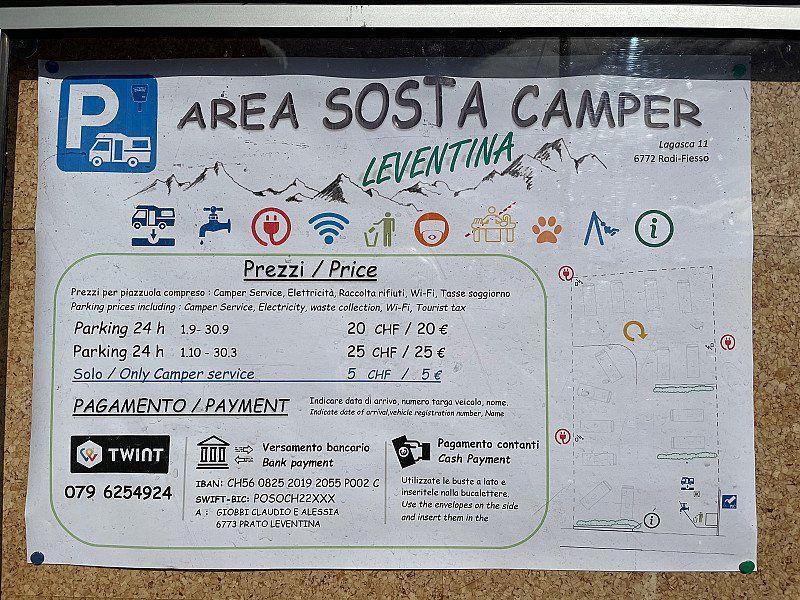 P
AREA SOSTA CAMPER
LEVENTINA
Lagasca 11
6772 Rodi-Fiesso
Prezzi / Price
Prezzi per piazzuola compreso : Camper Service, Elettricità, Raccolta rifiuti, Wi-Fi, Tasse soggiorno
Parking prices including : Camper Service, Electricity, waste collection, Wi-Fi, Tourist tax
Parking 24 h 1.9- 30.9 20 CHF / 20 €
Parking 24 h 1.10 - 30.3 25 CHF / 25 €
Solo / Only Camper service 5 CHF / 5 €
PAGAMENTO / PAYMENT
Indicare data di arrivo, numero targa veicolo, nome.
Indicate date of arrival, vehicle registration number, Name
TWINT
079 6254924
Versamento bancario
Bank payment
IBAN: CH56 0825 2019 2055 P002 C
SWIFT-BIC: POSOCH22XXX
A : GIOBBI CLAUDIO E ALESSIA
6773 PRATO LEVENTINA
Pagamento contanti
Cash Payment
Utilizzate le buste a lato e
inseritele nella bucalettere.
Use the envelopes on the side
and insert them in the